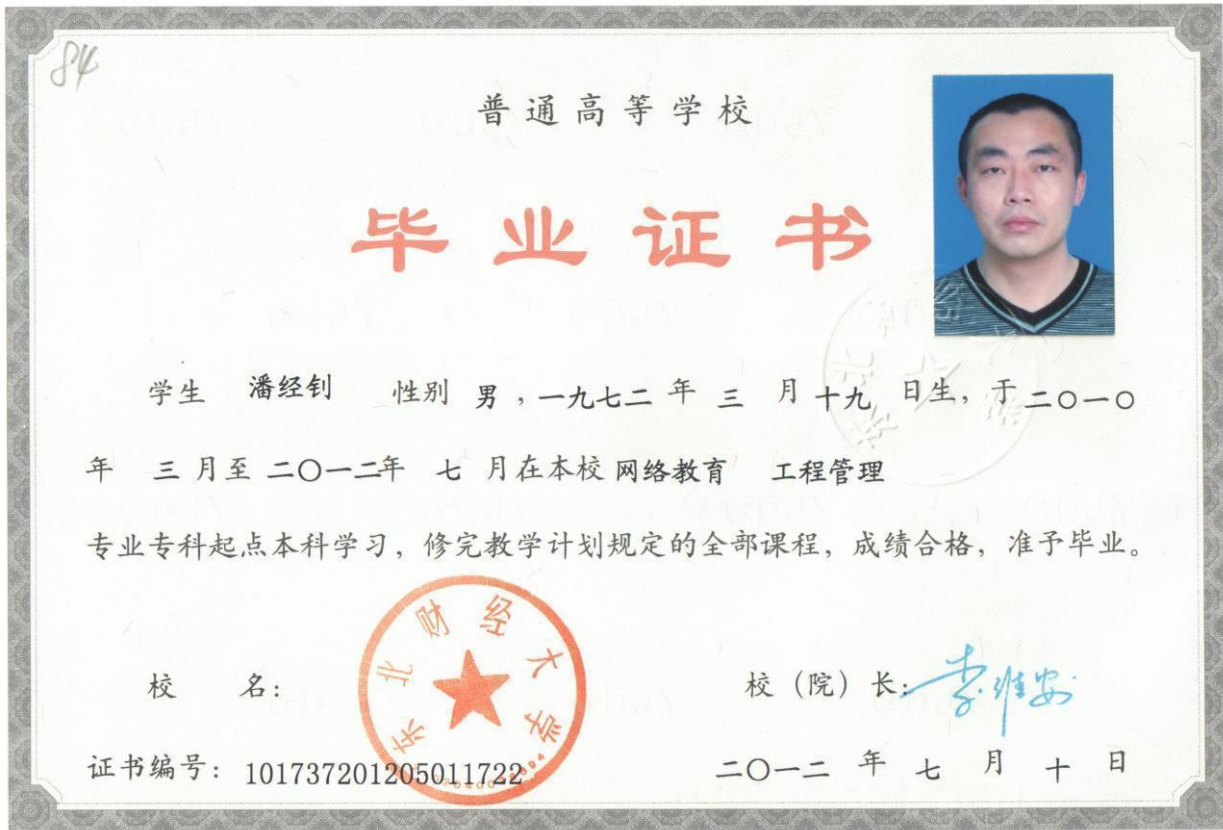 84
普通高等学校
毕业证书
学生 潘经钊 性别 男，一九七二 年 三 月 十九 日生，于 二〇一〇
年 三 月至 二〇一二年 七 月在本校 网络教育 工程管理
专业专科起点本科学习，修完教学计划规定的全部课程，成绩合格，准予毕业。
东北财经大学
校 名：
校（院）长：李维安
证书编号：101737201205011722
二〇一二 年 七 月 十 日